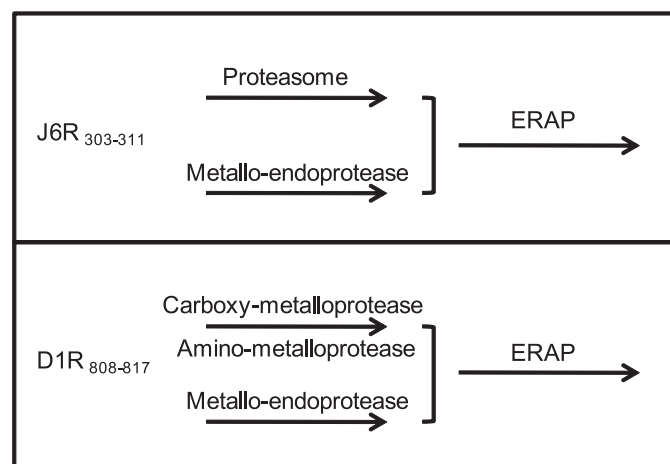 Proteasome
J6R 303-311
ERAP
Metallo-endoprotease
Carboxy-metalloprotease
D1R 808-817
Amino-metalloprotease
ERAP
Metallo-endoprotease